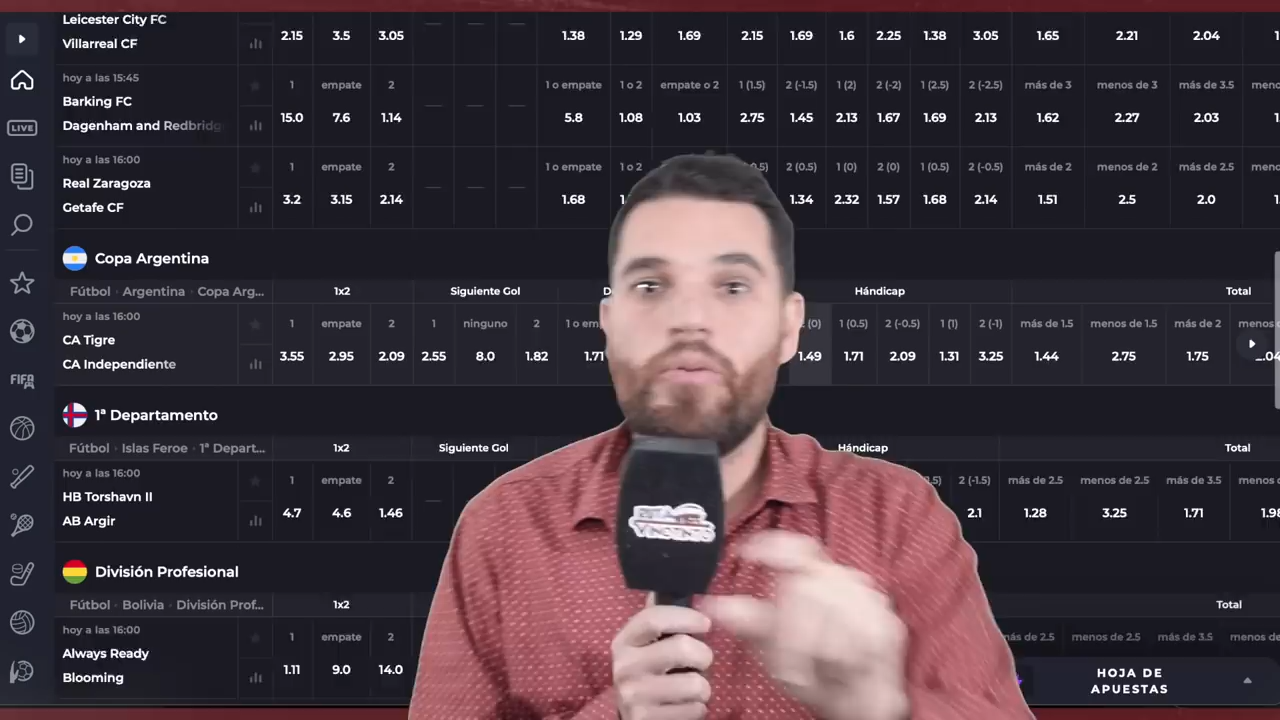 Leicester City FC
Villarreal CF
2.15 3.5 3.05 1.38 1.29 1.69 2.15 1.69 1.6 2.25 1.38 3.05 1.65 2.21 2.04
hoy a las 15:45
1 empate 2 1 o empate 1 o 2 empate o 2 1 (1.5) 2 (-1.5) 1 (2) 2 (-2) 1 (2.5) 2 (-2.5) más de 3 menos de 3 más de 3.5
Barking FC
Dagenham and Redbridg
15.0 7.6 1.14 5.8 1.08 1.03 2.75 1.45 2.13 1.67 1.69 2.13 1.62 2.27 2.03
LIVE
hoy a las 16:00
1 empate 2 1 o empate 1 o 2 2 (0.5) 1 (0) 2 (0) 1 (0.5) 2 (-0.5) más de 2 menos de 2 más de 2.5
Real Zaragoza
Getafe CF
3.2 3.15 2.14 1.68 1.34 2.32 1.57 1.68 2.14 1.51 2.5 2.0
Copa Argentina
Fútbol · Argentina · Copa Arg... 1x2 Siguiente Gol Hándicap Total
hoy a las 16:00
1 empate 2 1 ninguno 2 1 (0.5) 2 (-0.5) 1 (1) 2 (-1) más de 1.5 menos de 1.5 más de 2
CA Tigre
CA Independiente
3.55 2.95 2.09 2.55 8.0 1.82 1.71 1.49 1.71 2.09 1.31 3.25 1.44 2.75 1.75
FIFA
1ª Departamento
Fútbol · Islas Feroe · 1ª Depart... 1x2 Siguiente Gol Hándicap Total
hoy a las 16:00
1 empate 2 2 (-1.5) más de 2.5 menos de 2.5 más de 3.5
HB Torshavn II
AB Argir
4.7 4.6 1.46 2.1 1.28 3.25 1.71
División Profesional
Fútbol · Bolivia · División Prof... 1x2 Total
hoy a las 16:00
1 empate 2 más de 2.5 menos de 2.5 más de 3.5
Always Ready
Blooming
1.11 9.0 14.0
HOJA DE
APUESTAS